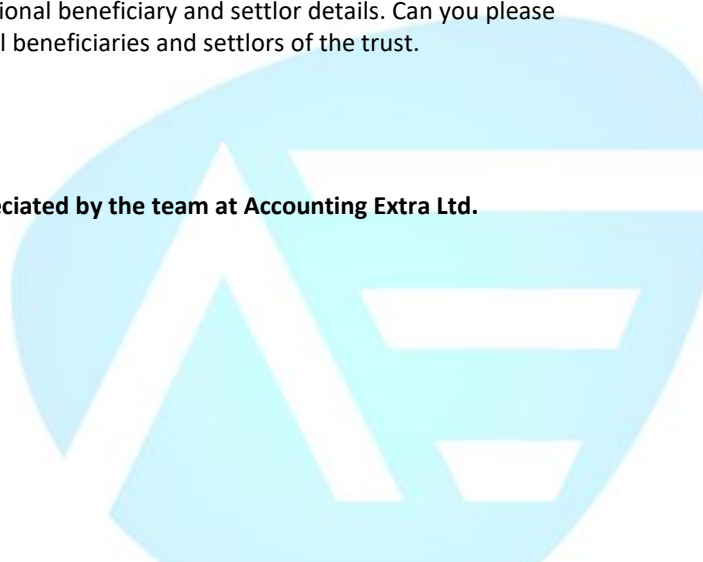 ional beneficiary and settlor details. Can you please
l beneficiaries and settlors of the trust.
eciated by the team at Accounting Extra Ltd.